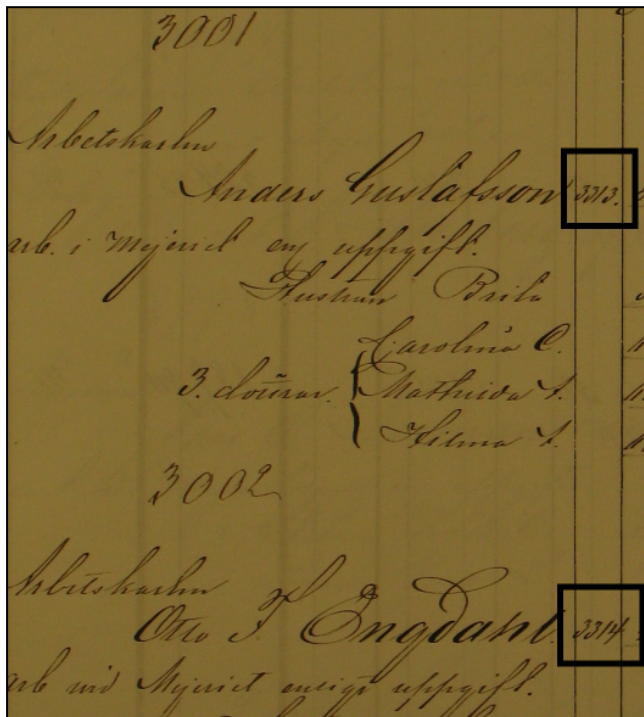 3001
Arbetskarlen
Anders Gustafsson 3313.
arb. i Mejeriet enl uppgift.
Hustrun Brita
Carolina C.
3. döttrar. Mathilda A.
Hilma A.
3002
Arbetskarlen
Otto F. Engdahl. 3314
arb vid Mejeriet enligt uppgift.